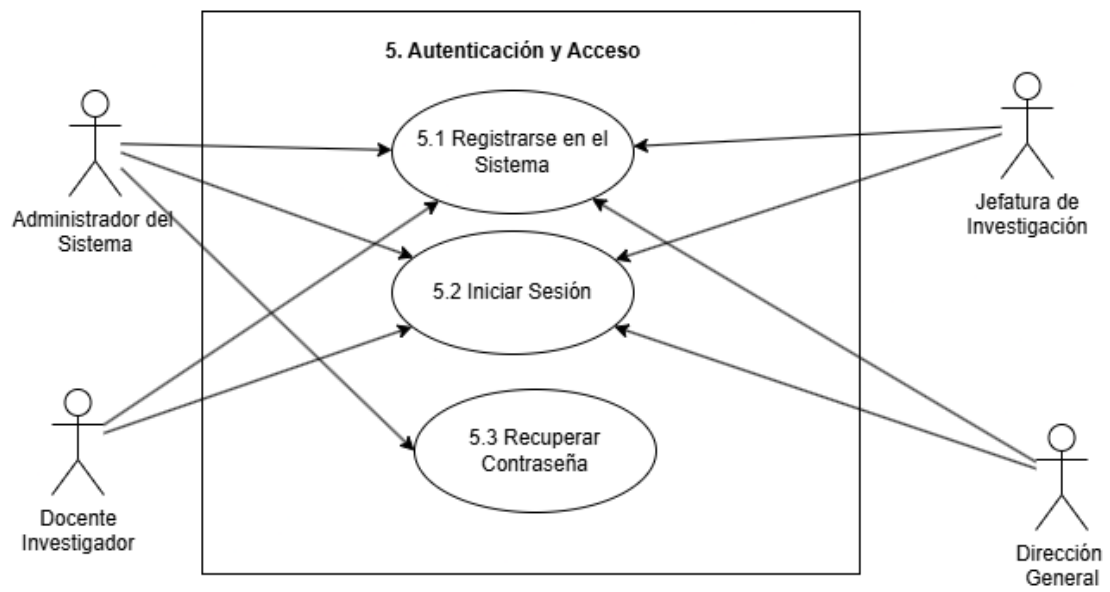 5. Autenticación y Acceso
5.1 Registrarse en el
Sistema
Administrador del
Sistema
Jefatura de
Investigación
5.2 Iniciar Sesión
5.3 Recuperar
Contraseña
Docente
Investigador
Dirección
General